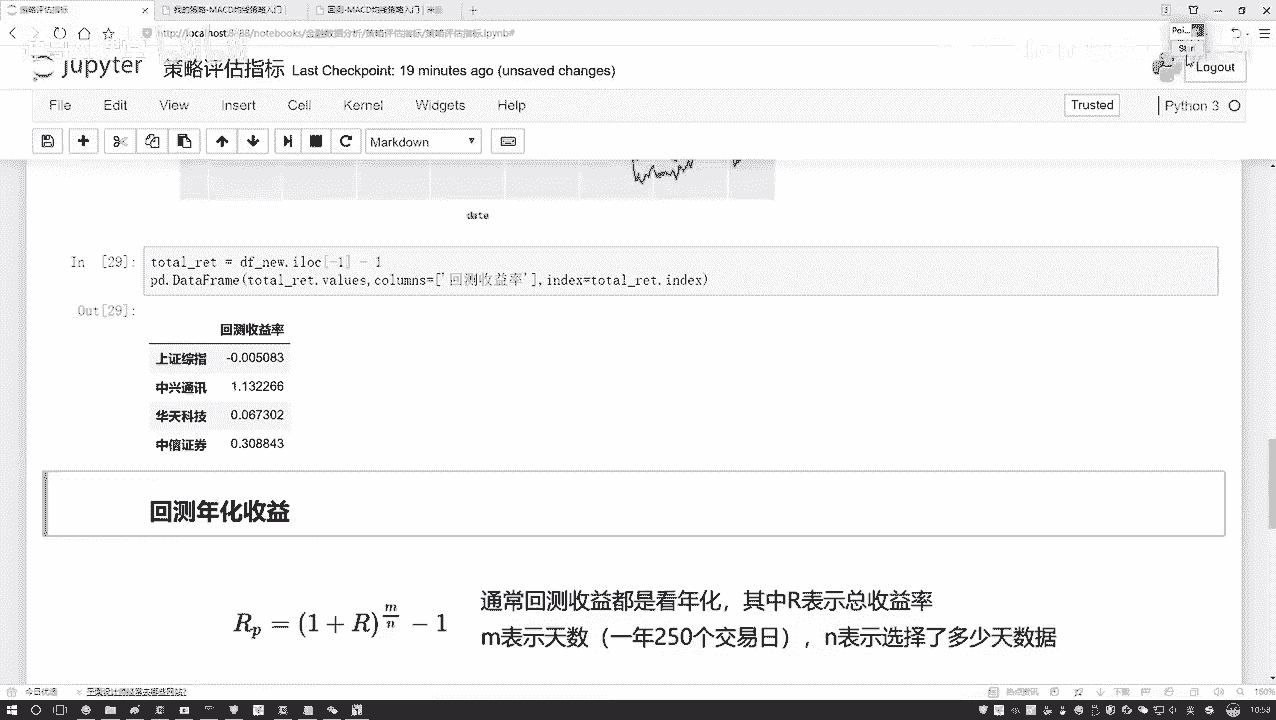 策略评估指标
我的策略-MACD均线策略入门
回测-MACD均线策略入门
http://localhost:8888/notebooks/金融数据分析/策略评估指标/策略评估指标.ipynb#
jupyter 策略评估指标 Last Checkpoint: 19 minutes ago (unsaved changes)
Logout
File Edit View Insert Cell Kernel Widgets Help
Trusted
Python 3
Markdown
data
In [29]:
total_ret = df_new.iloc[-1] - 1
pd.DataFrame(total_ret.values,columns=['回测收益率'],index=total_ret.index)
Out[29]:
回测收益率
上证综指 -0.005083
中兴通讯 1.132266
华天科技 0.067302
中信证券 0.308843
回测年化收益
R_p = (1 + R)^{m/n} − 1
通常回测收益都是看年化，其中R表示总收益率
m表示天数（一年250个交易日），n表示选择了多少天数据
今日优选
下载
160%
10:59